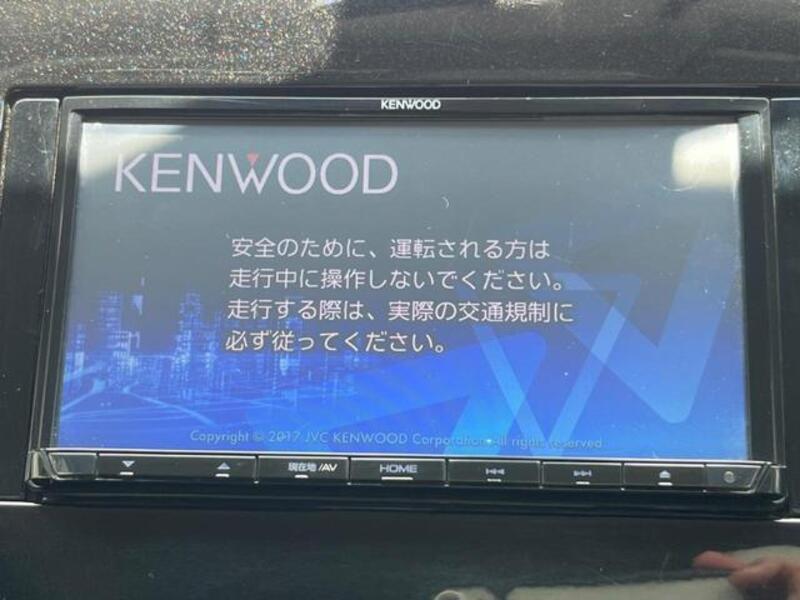 KENWOOD
KENWOOD
安全のために、運転される方は
走行中に操作しないでください。
走行する際は、実際の交通規制に
必ず従ってください。
Copyright © 2017 JVC KENWOOD Corporation All rights reserved.
現在地/AV HOME